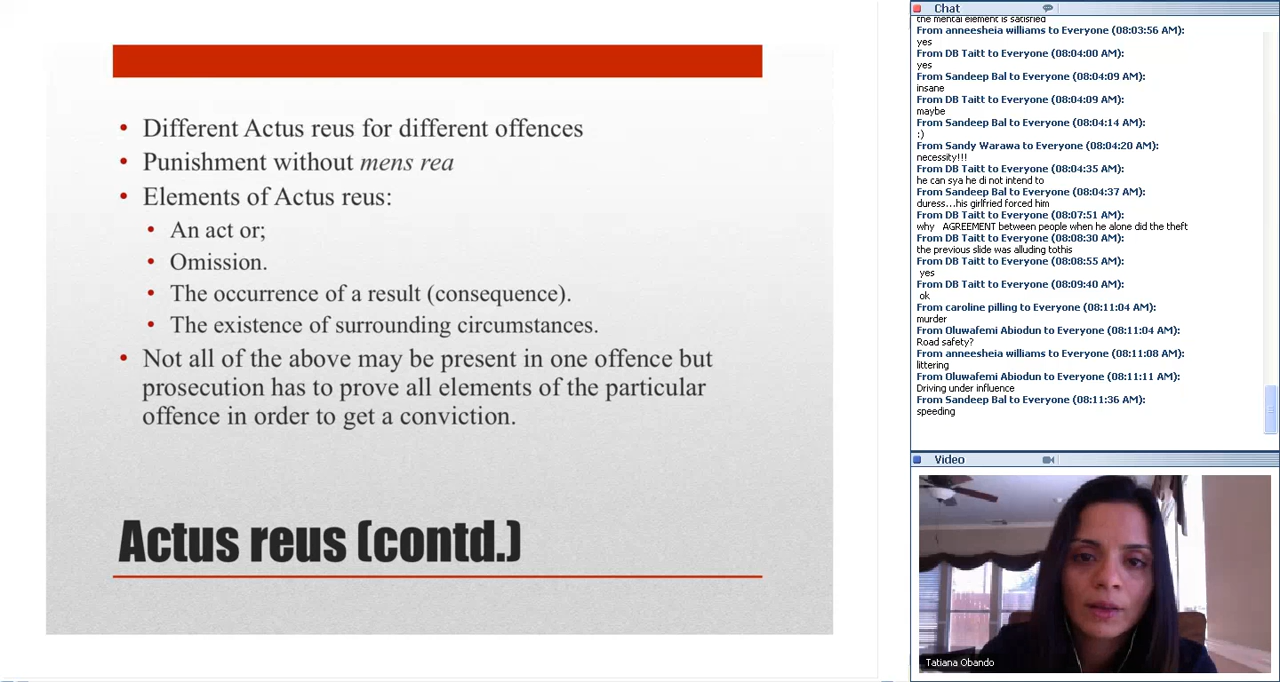 • Different Actus reus for different offences
• Punishment without mens rea
• Elements of Actus reus:
• An act or;
• Omission.
• The occurrence of a result (consequence).
• The existence of surrounding circumstances.
• Not all of the above may be present in one offence but
prosecution has to prove all elements of the particular
offence in order to get a conviction.
Actus reus (contd.)
Chat
the mental element is satisfied
From anneesheia williams to Everyone (08:03:56 AM):
yes
From DB Taitt to Everyone (08:04:00 AM):
yes
From Sandeep Bal to Everyone (08:04:09 AM):
insane
From DB Taitt to Everyone (08:04:09 AM):
maybe
From Sandeep Bal to Everyone (08:04:14 AM):
:)
From Sandy Warawa to Everyone (08:04:20 AM):
necessity!!!
From DB Taitt to Everyone (08:04:35 AM):
he can sya he di not intend to
From Sandeep Bal to Everyone (08:04:37 AM):
duress...his girlfried forced him
From DB Taitt to Everyone (08:07:51 AM):
why AGREEMENT between people when he alone did the theft
From DB Taitt to Everyone (08:08:30 AM):
the previous slide was alluding tothis
From DB Taitt to Everyone (08:08:55 AM):
yes
From DB Taitt to Everyone (08:09:40 AM):
ok
From caroline pilling to Everyone (08:11:04 AM):
murder
From Oluwafemi Abiodun to Everyone (08:11:04 AM):
Road safety?
From anneesheia williams to Everyone (08:11:08 AM):
littering
From Oluwafemi Abiodun to Everyone (08:11:11 AM):
Driving under influence
From Sandeep Bal to Everyone (08:11:36 AM):
speeding
Video
Tatiana Obando